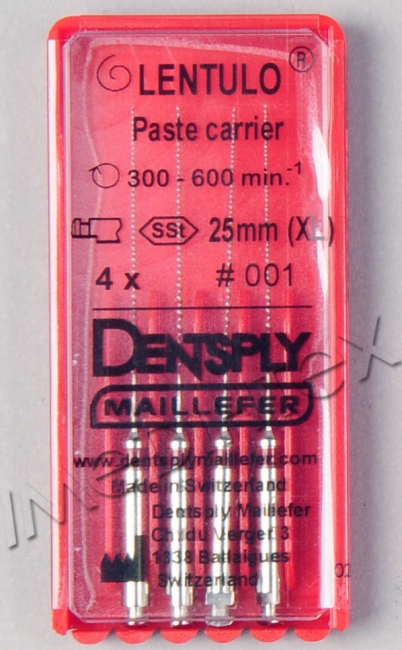 LENTULO®
Paste carrier
300 - 600 min.-1
SSt 25mm (XL)
4 x # 001
DENTSPLY
MAILLEFER
www.dentsplymaillefer.com
Made in Switzerland
Dentsply Maillefer
Ch. du Verger 3
1338 Ballaigues
Switzerland
02